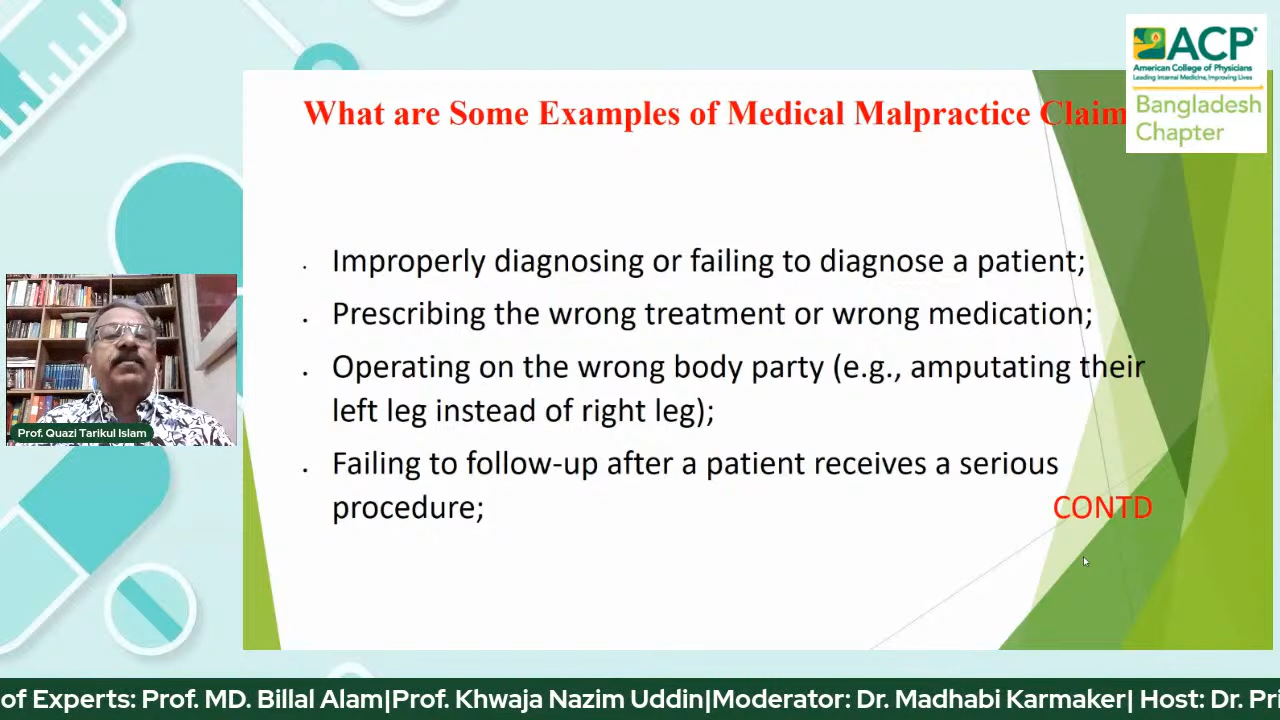 ACP®
American College of Physicians
Leading Internal Medicine, Improving Lives
Bangladesh
Chapter
What are Some Examples of Medical Malpractice Claim
. Improperly diagnosing or failing to diagnose a patient;
• Prescribing the wrong treatment or wrong medication;
• Operating on the wrong body party (e.g., amputating their
left leg instead of right leg);
• Failing to follow-up after a patient receives a serious
procedure;
CONTD
Prof. Quazi Tarikul Islam
of Experts: Prof. MD. Billal Alam|Prof. Khwaja Nazim Uddin|Moderator: Dr. Madhabi Karmaker| Host: Dr. Pri